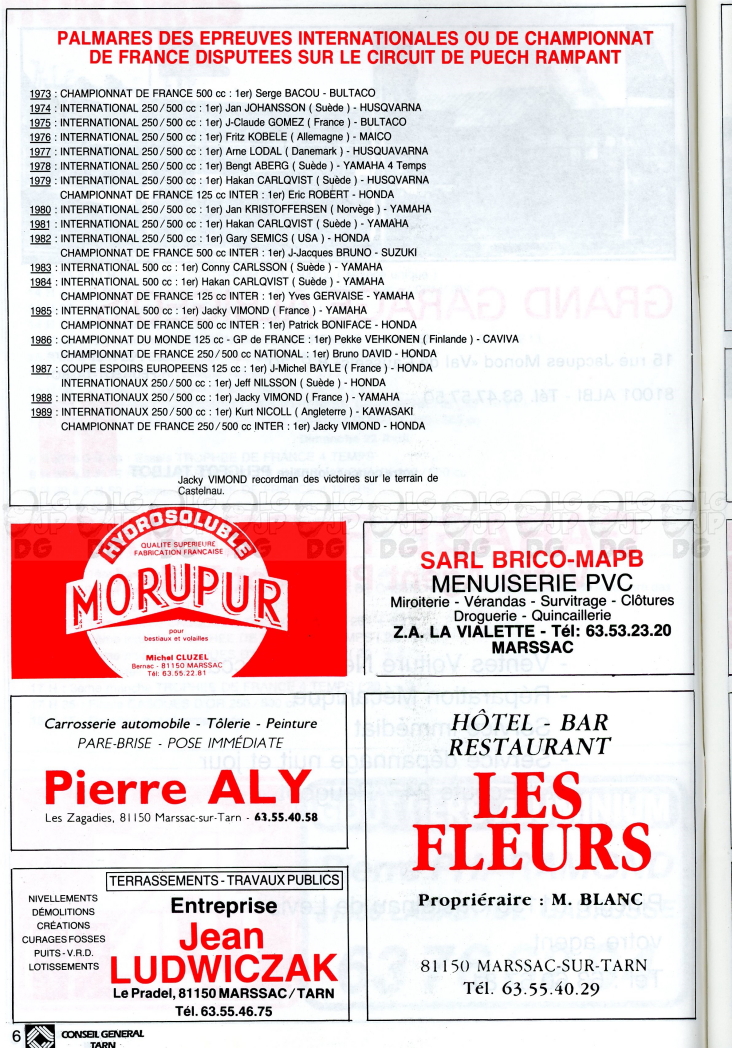 PALMARES DES EPREUVES INTERNATIONALES OU DE CHAMPIONNAT
DE FRANCE DISPUTEES SUR LE CIRCUIT DE PUECH RAMPANT
1973 : CHAMPIONNAT DE FRANCE 500 cc : 1er) Serge BACOU - BULTACO
1974 : INTERNATIONAL 250/500 cc : 1er) Jan JOHANSSON ( Suède ) - HUSQVARNA
1975 : INTERNATIONAL 250/500 cc : 1er) J-Claude GOMEZ ( France ) - BULTACO
1976 : INTERNATIONAL 250/500 cc : 1er) Fritz KOBELE ( Allemagne ) - MAICO
1977 : INTERNATIONAL 250/500 cc : 1er) Arne LODAL ( Danemark ) - HUSQUAVARNA
1978 : INTERNATIONAL 250/500 cc : 1er) Bengt ABERG ( Suède ) - YAMAHA 4 Temps
1979 : INTERNATIONAL 250/500 cc : 1er) Hakan CARLQVIST ( Suède ) - HUSQVARNA
CHAMPIONNAT DE FRANCE 125 cc INTER : 1er) Eric ROBERT - HONDA
1980 : INTERNATIONAL 250/500 cc : 1er) Jan KRISTOFFERSEN ( Norvège ) - YAMAHA
1981 : INTERNATIONAL 250/500 cc : 1er) Hakan CARLQVIST ( Suède ) - YAMAHA
1982 : INTERNATIONAL 250/500 cc : 1er) Gary SEMICS ( USA ) - HONDA
CHAMPIONNAT DE FRANCE 500 cc INTER : 1er) J-Jacques BRUNO - SUZUKI
1983 : INTERNATIONAL 500 cc : 1er) Conny CARLSSON ( Suède ) - YAMAHA
1984 : INTERNATIONAL 500 cc : 1er) Hakan CARLQVIST ( Suède ) - YAMAHA
CHAMPIONNAT DE FRANCE 125 cc INTER : 1er) Yves GERVAISE - YAMAHA
1985 : INTERNATIONAL 500 cc : 1er) Jacky VIMOND ( France ) - YAMAHA
CHAMPIONNAT DE FRANCE 500 cc INTER : 1er) Patrick BONIFACE - HONDA
1986 : CHAMPIONNAT DU MONDE 125 cc - GP de FRANCE : 1er) Pekke VEHKONEN ( Finlande ) - CAVIVA
CHAMPIONNAT DE FRANCE 250/500 cc NATIONAL : 1er) Bruno DAVID - HONDA
1987 : COUPE ESPOIRS EUROPEENS 125 cc : 1er) J-Michel BAYLE ( France ) - HONDA
INTERNATIONAUX 250/500 cc : 1er) Jeff NILSSON ( Suède ) - HONDA
1988 : INTERNATIONAUX 250/500 cc : 1er) Jacky VIMOND ( France ) - YAMAHA
1989 : INTERNATIONAUX 250/500 cc : 1er) Kurt NICOLL ( Angleterre ) - KAWASAKI
CHAMPIONNAT DE FRANCE 250/500 cc INTER : 1er) Jacky VIMOND - HONDA
Jacky VIMOND recordman des victoires sur le terrain de
Castelnau.
HYDROSOLUBLE
QUALITE SUPERIEURE
FABRICATION FRANCAISE
MORUPUR
pour
bestiaux et volailles
Michel CLUZEL
Bernac - 81150 MARSSAC
Tél: 63.55.22.81
SARL BRICO-MAPB
MENUISERIE PVC
Miroiterie - Vérandas - Survitrage - Clôtures
Droguerie - Quincaillerie
Z.A. LA VIALETTE - Tél: 63.53.23.20
MARSSAC
Carrosserie automobile - Tôlerie - Peinture
PARE-BRISE - POSE IMMÉDIATE
Pierre ALY
Les Zagadies, 81150 Marssac-sur-Tarn - 63.55.40.58
HÔTEL - BAR
RESTAURANT
LES
FLEURS
Propriéraire : M. BLANC
81150 MARSSAC-SUR-TARN
Tél. 63.55.40.29
TERRASSEMENTS - TRAVAUX PUBLICS
NIVELLEMENTS
DÉMOLITIONS
CRÉATIONS
CURAGES FOSSES
PUITS - V.R.D.
LOTISSEMENTS
Entreprise
Jean
LUDWICZAK
Le Pradel, 81150 MARSSAC/TARN
Tél. 63.55.46.75
6
CONSEIL GENERAL
TARN